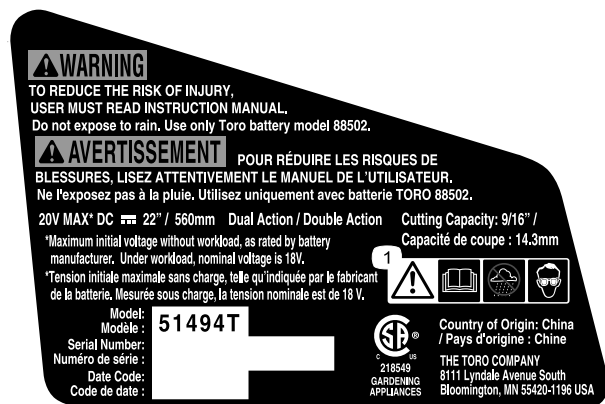 WARNING
TO REDUCE THE RISK OF INJURY,
USER MUST READ INSTRUCTION MANUAL.
Do not expose to rain. Use only Toro battery model 88502.
AVERTISSEMENT POUR RÉDUIRE LES RISQUES DE
BLESSURES, LISEZ ATTENTIVEMENT LE MANUEL DE L'UTILISATEUR.
Ne l'exposez pas à la pluie. Utilisez uniquement avec batterie TORO 88502.
20V MAX* DC 22" / 560mm Dual Action / Double Action
Cutting Capacity: 9/16" /
Capacité de coupe : 14.3mm
*Maximum initial voltage without workload, as rated by battery
manufacturer. Under workload, nominal voltage is 18V.
*Tension initiale maximale sans charge, telle qu'indiquée par le fabricant
de la batterie. Mesurée sous charge, la tension nominale est de 18 V.
1
Model:
Modèle :
51494T
Serial Number:
Numéro de série :
Date Code:
Code de date :
SA ®
C US
218549
GARDENING
APPLIANCES
Country of Origin: China
/ Pays d'origine : Chine
THE TORO COMPANY
8111 Lyndale Avenue South
Bloomington, MN 55420-1196 USA